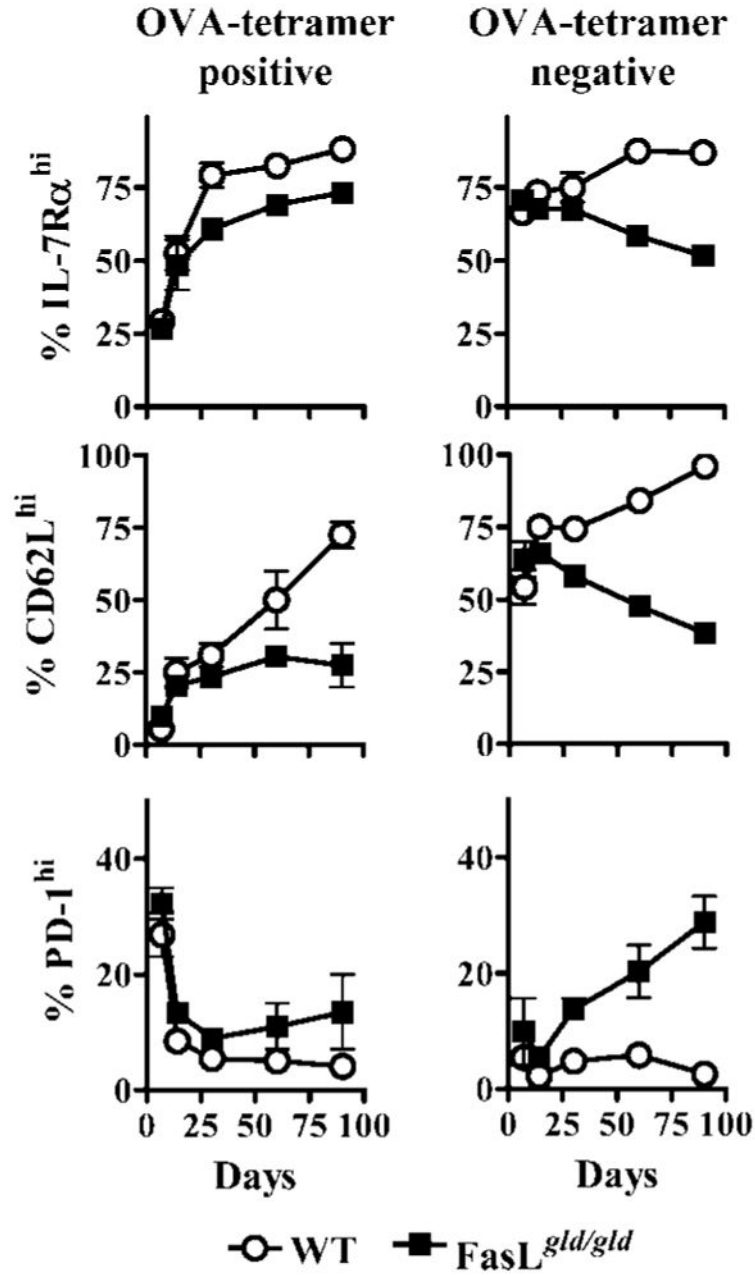 OVA-tetramer positive
OVA-tetramer negative
% IL-7Rα^hi
75
50
25
0
75
50
25
0
% CD62L^hi
100
75
50
25
0
100
75
50
25
0
% PD-1^hi
40
20
0
40
20
0
0 25 50 75 100
0 25 50 75 100
Days
Days
WT FasL^gld/gld